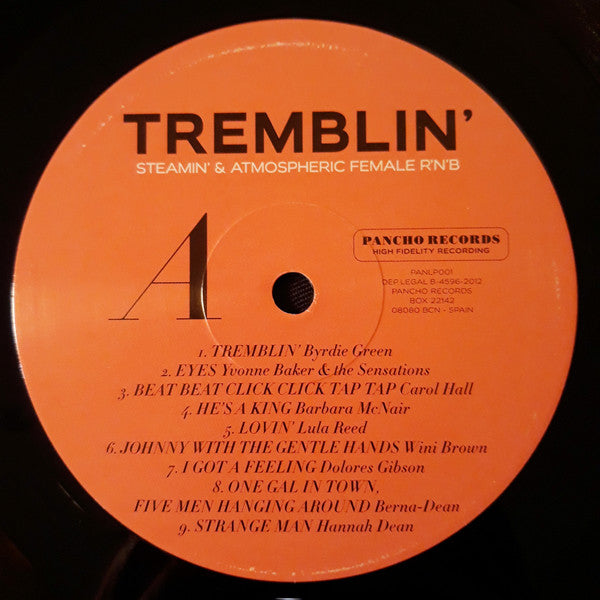 TREMBLIN'
STEAMIN' & ATMOSPHERIC FEMALE R'N'B
A
PANCHO RECORDS
HIGH FIDELITY RECORDING
PANLP001
DEP. LEGAL B-4596-2012
PANCHO RECORDS
BOX 22142
08080 BCN - SPAIN
1. TREMBLIN' Byrdie Green
2. EYES Yvonne Baker & the Sensations
3. BEAT BEAT CLICK CLICK TAP TAP Carol Hall
4. HE'S A KING Barbara McNair
5. LOVIN' Lula Reed
6. JOHNNY WITH THE GENTLE HANDS Wini Brown
7. I GOT A FEELING Dolores Gibson
8. ONE GAL IN TOWN,
FIVE MEN HANGING AROUND Berna-Dean
9. STRANGE MAN Hannah Dean